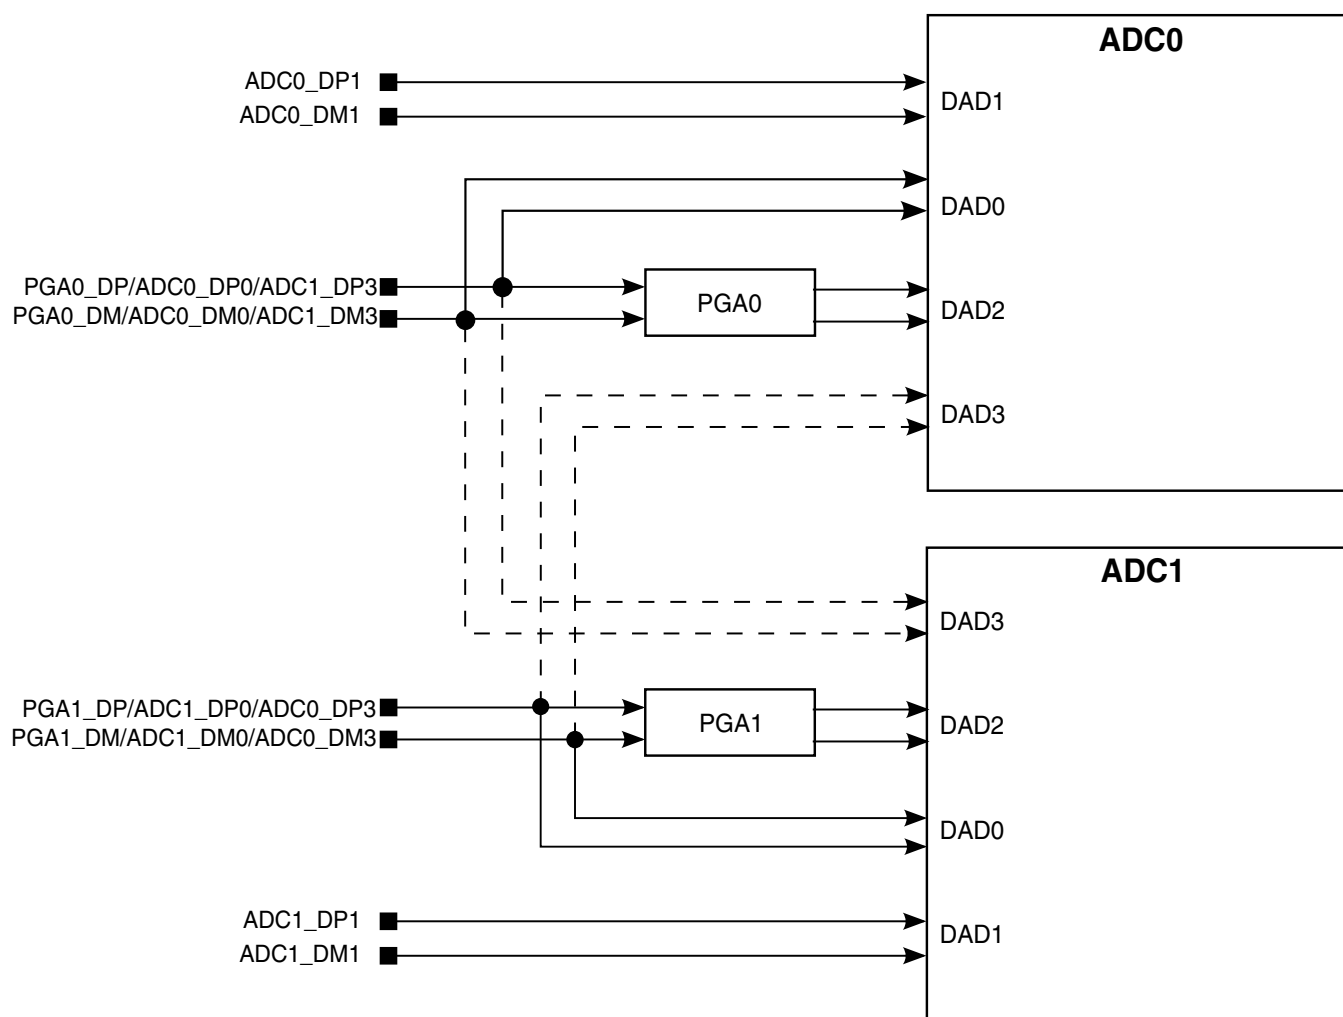 ADC0
ADC0_DP1
DAD1
ADC0_DM1
DAD0
PGA0_DP/ADC0_DP0/ADC1_DP3
PGA0
DAD2
PGA0_DM/ADC0_DM0/ADC1_DM3
DAD3
ADC1
DAD3
PGA1_DP/ADC1_DP0/ADC0_DP3
PGA1
DAD2
PGA1_DM/ADC1_DM0/ADC0_DM3
DAD0
ADC1_DP1
DAD1
ADC1_DM1